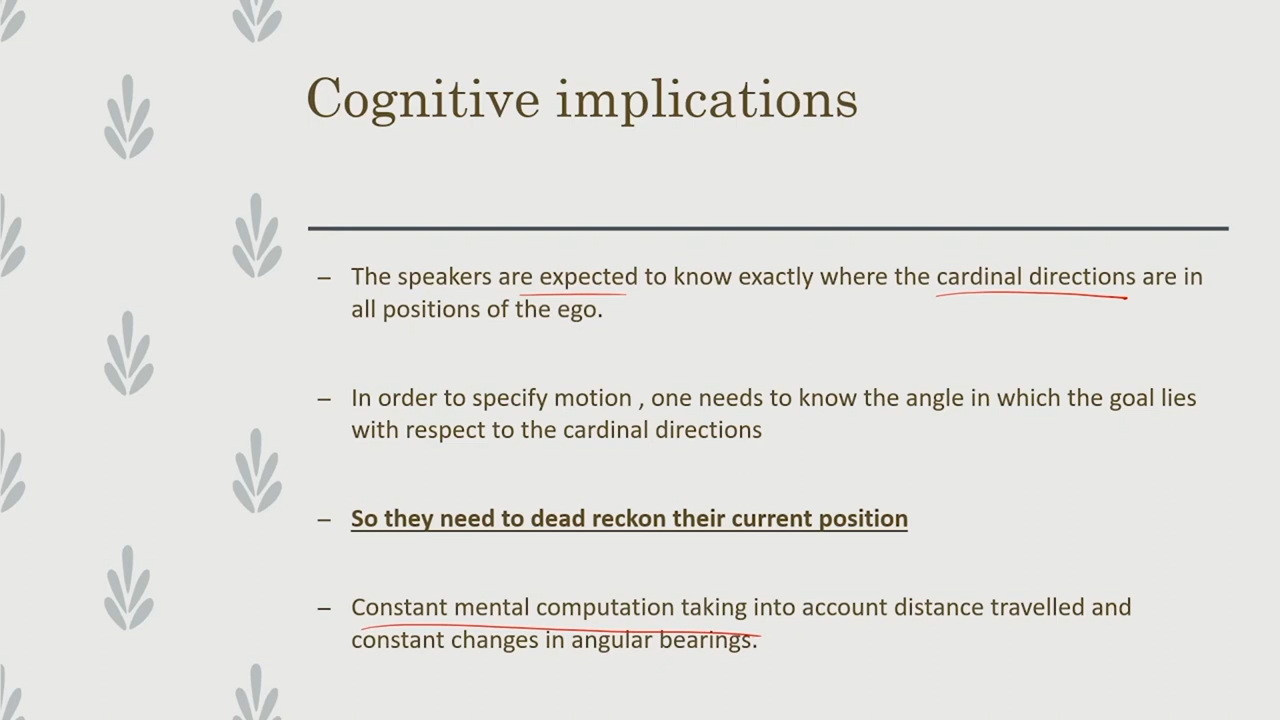 Cognitive implications
– The speakers are expected to know exactly where the cardinal directions are in
all positions of the ego.
– In order to specify motion , one needs to know the angle in which the goal lies
with respect to the cardinal directions
– So they need to dead reckon their current position
– Constant mental computation taking into account distance travelled and
constant changes in angular bearings.